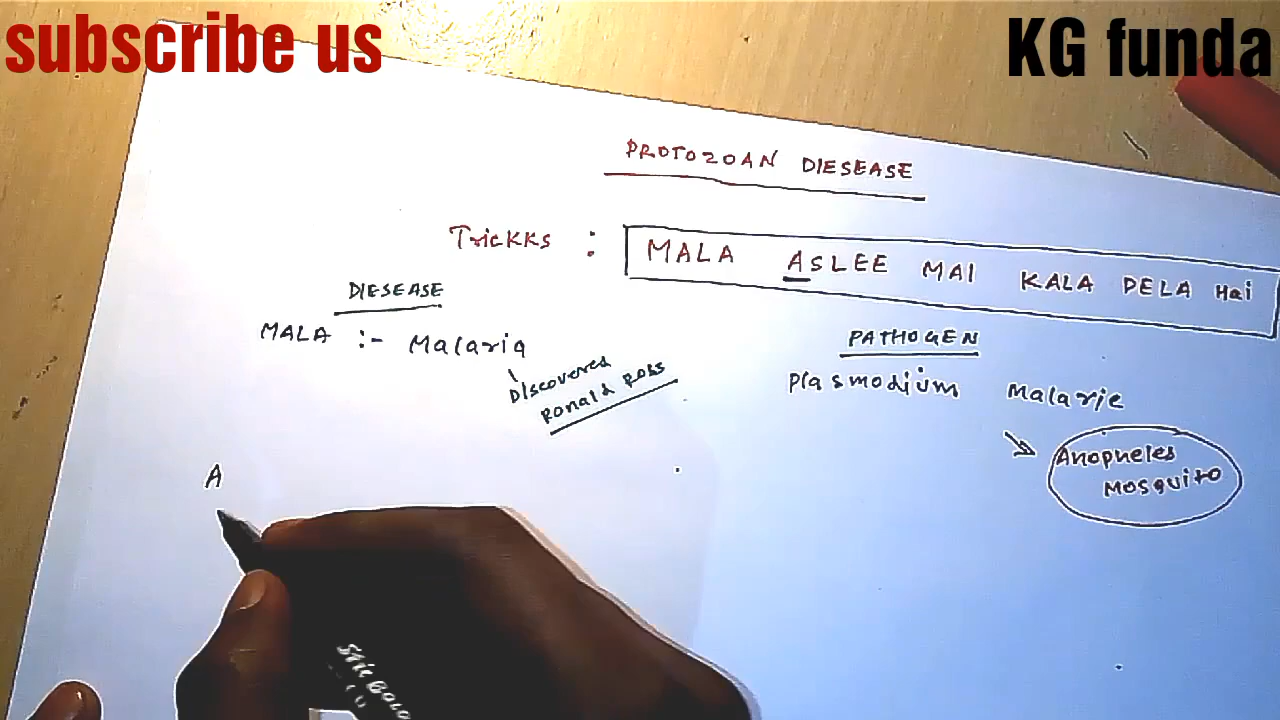 subscribe us
KG funda
PROTOZOAN DIESEASE
TricKKs : MALA ASLEE MAI KALA PELA Hai
DIESEASE
MALA :- Malaria
Discovered
Ronald Ross
PATHOGEN
Plasmodium Malarie
Anopheles
Mosquito
A